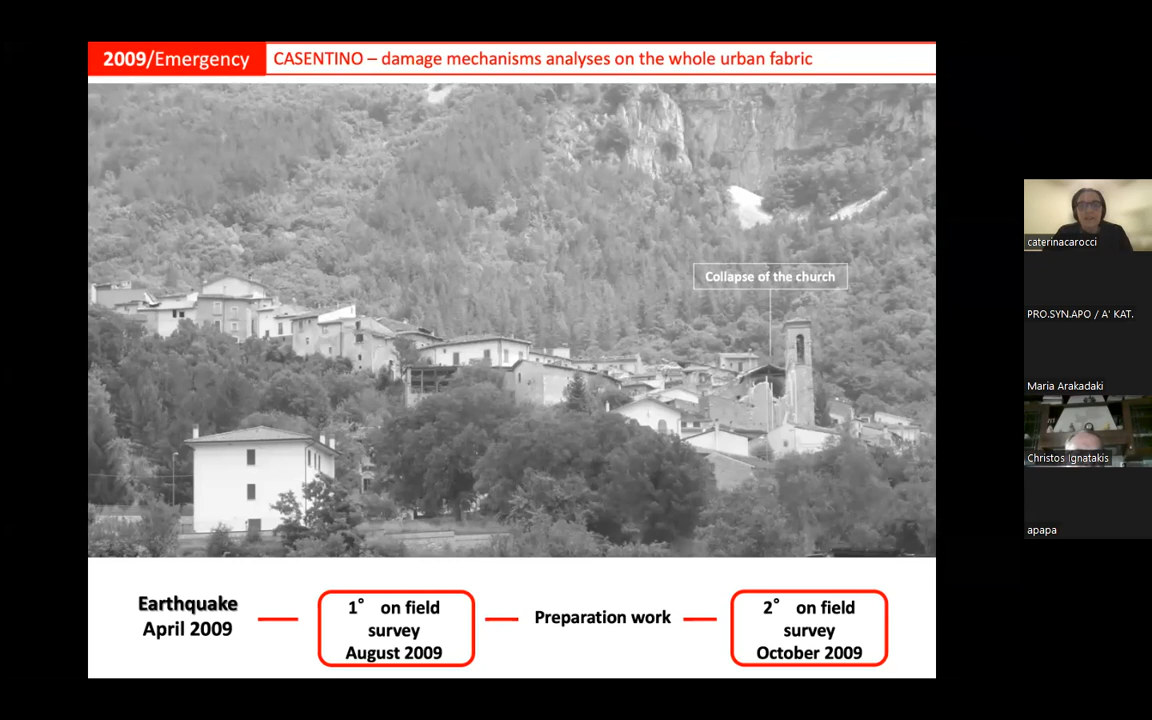 2009/Emergency
CASENTINO – damage mechanisms analyses on the whole urban fabric
Collapse of the church
Earthquake
April 2009
1° on field
survey
August 2009
Preparation work
2° on field
survey
October 2009
caterinacarocci
PRO.SYN.APO / A' KAT.
Maria Arakadaki
Christos Ignatakis
apapa